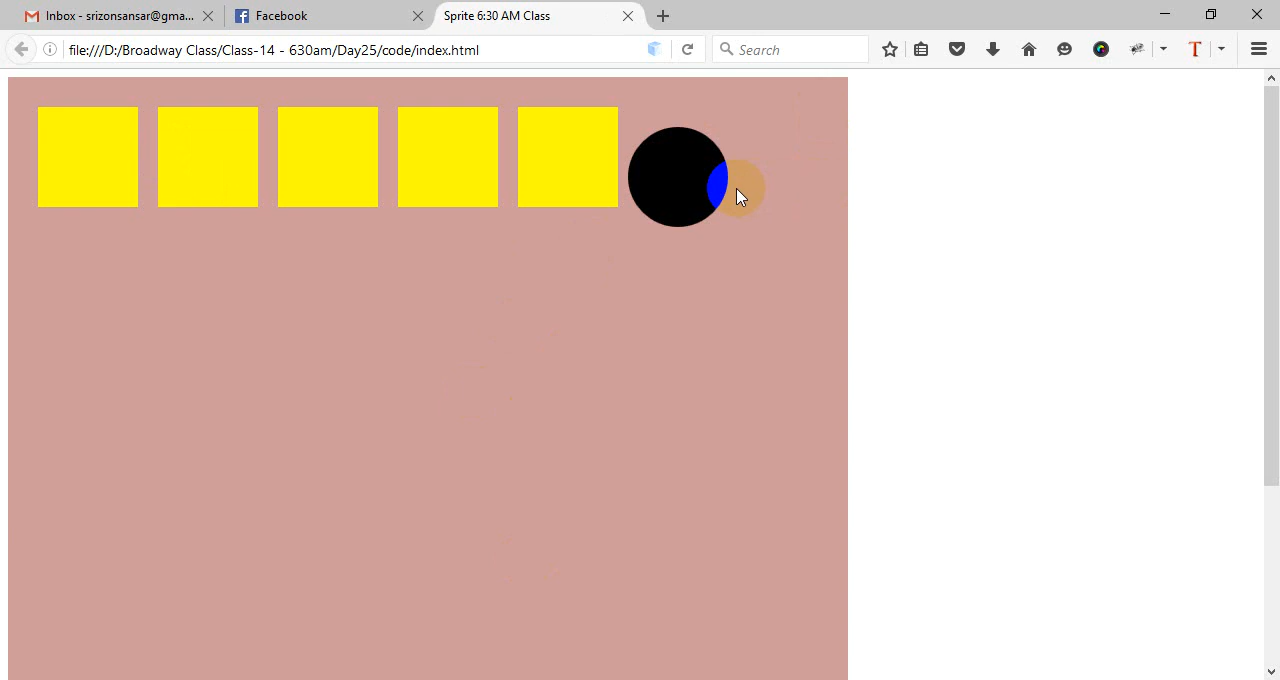 Inbox - srizonsansar@gma...
Facebook
Sprite 6:30 AM Class
file:///D:/Broadway Class/Class-14 - 630am/Day25/code/index.html
Search
T